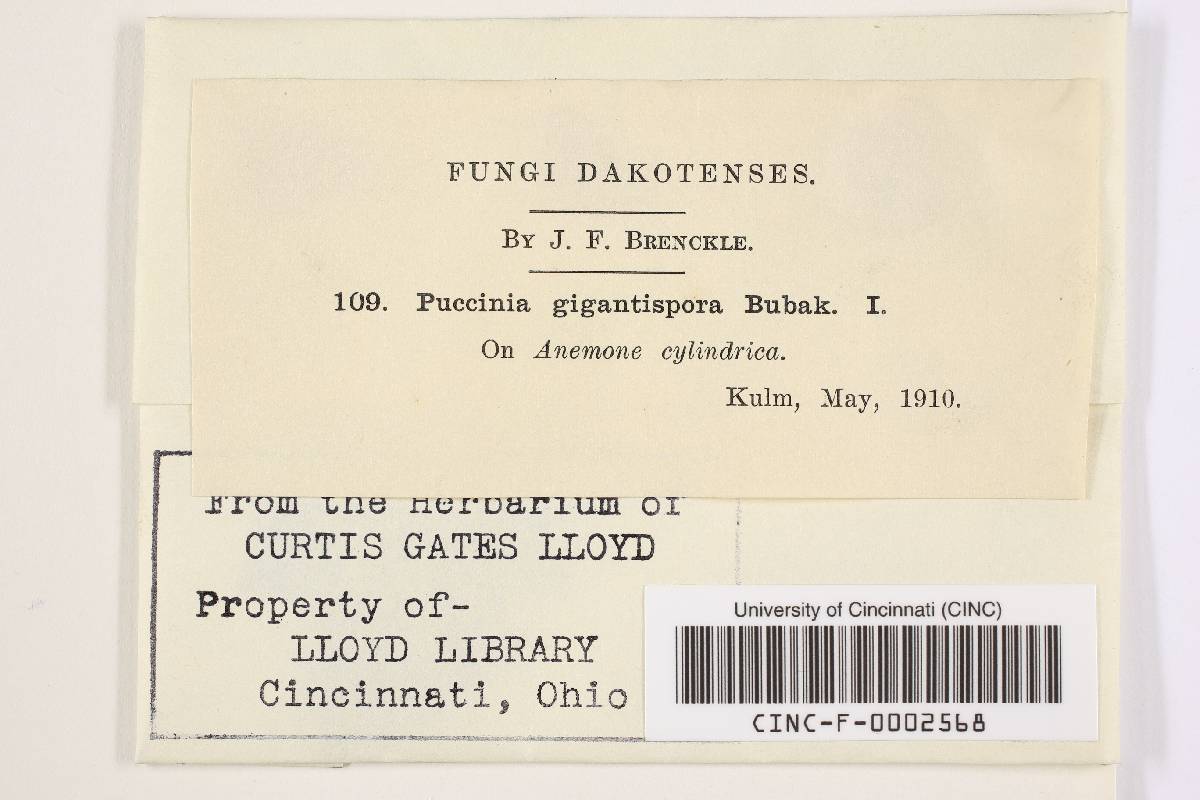 FUNGI DAKOTENSES.
By J. F. Brenckle.
109. Puccinia gigantispora Bubak. I.
On Anemone cylindrica.
Kulm, May, 1910.
From the Herbarium of
CURTIS GATES LLOYD
Property of-
LLOYD LIBRARY
Cincinnati, Ohio
University of Cincinnati (CINC)
CINC-F-0002568